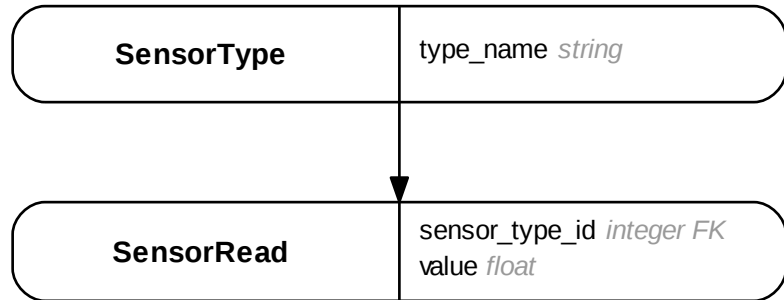 SensorType
type_name string
SensorRead
sensor_type_id integer FK
value float